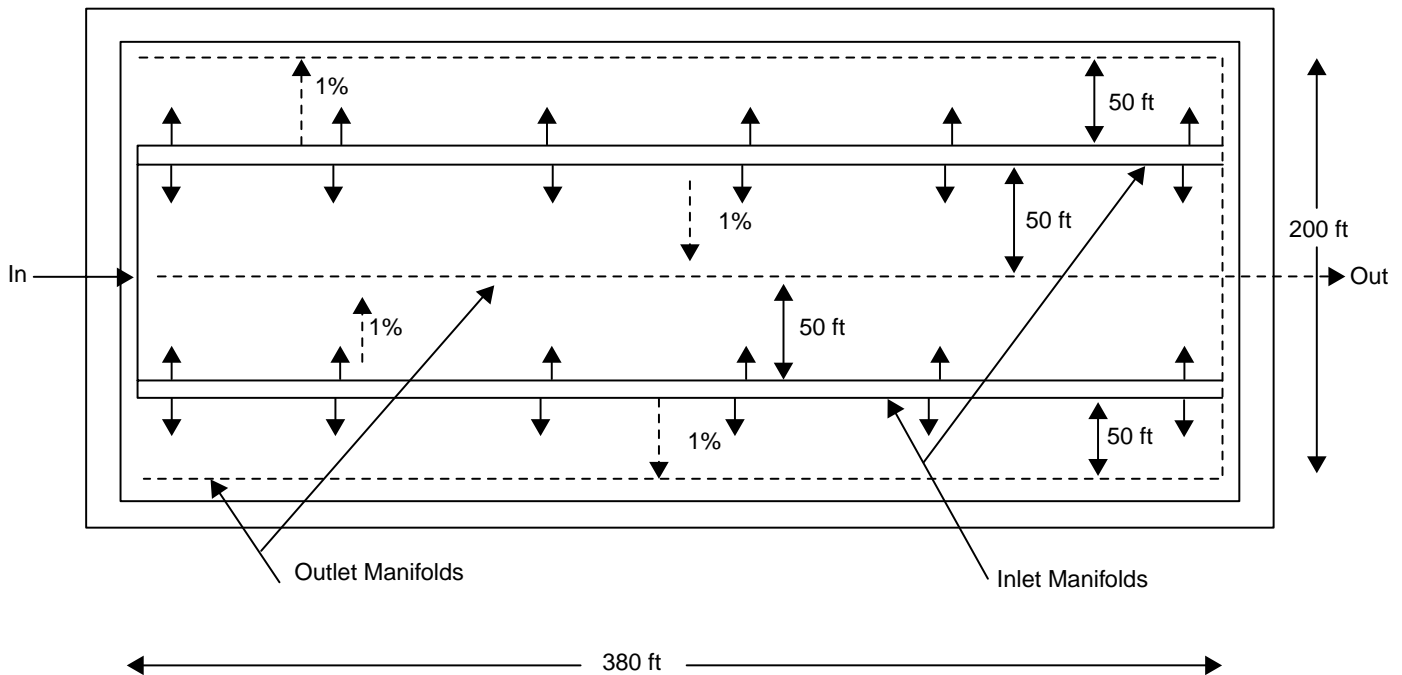 1%
50 ft
1%
50 ft
200 ft
In
Out
1%
50 ft
1%
50 ft
Outlet Manifolds
Inlet Manifolds
380 ft